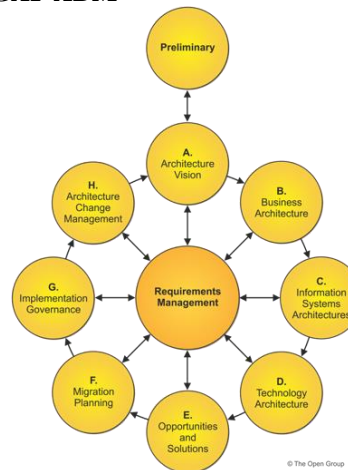 Preliminary
A.
Architecture
Vision
B.
Business
Architecture
C.
Information
Systems
Architectures
D.
Technology
Architecture
E.
Opportunities
and
Solutions
F.
Migration
Planning
G.
Implementation
Governance
H.
Architecture
Change
Management
Requirements
Management
© The Open Group